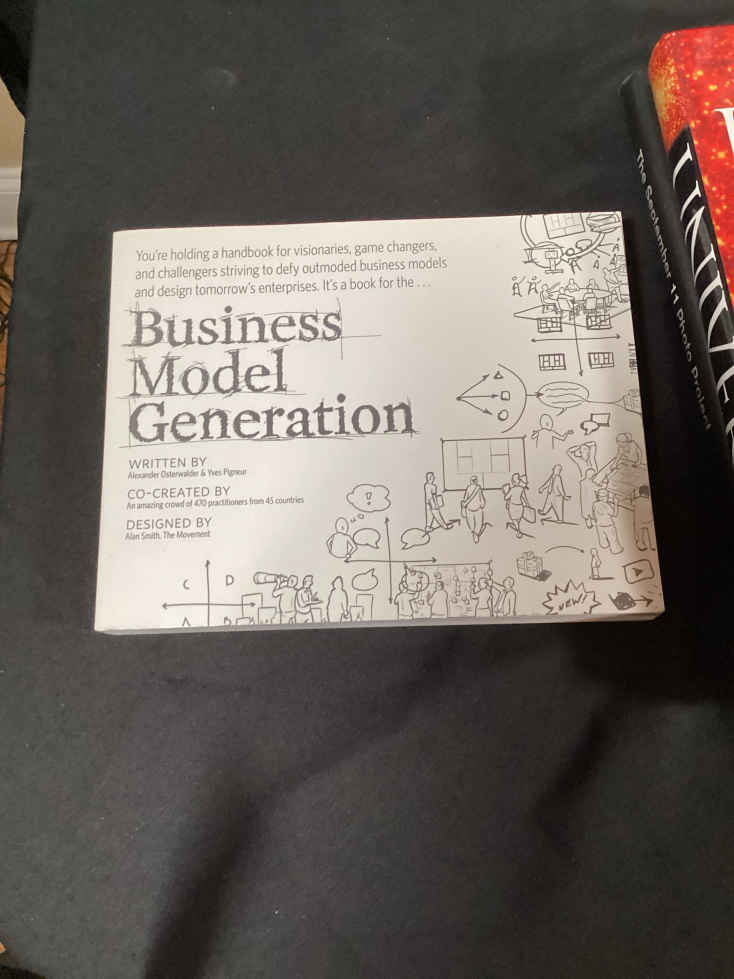 You're holding a handbook for visionaries, game changers,
and challengers striving to defy outmoded business models
and design tomorrow's enterprises. It's a book for the . . .
Business
Model
Generation
WRITTEN BY
Alexander Osterwalder & Yves Pigneur
CO-CREATED BY
An amazing crowd of 470 practitioners from 45 countries
DESIGNED BY
Alan Smith, The Movement
C D
A B
NEW!
The September 11 Photo Project